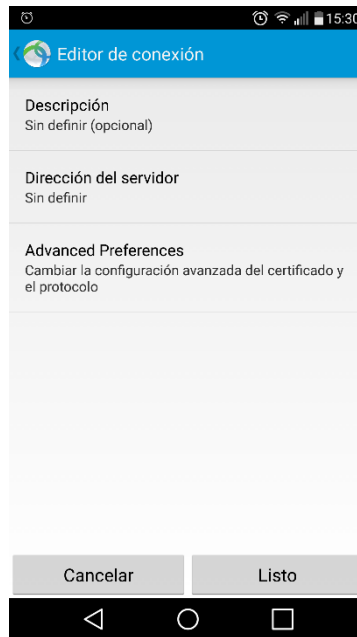 15:30
Editor de conexión
Descripción
Sin definir (opcional)
Dirección del servidor
Sin definir
Advanced Preferences
Cambiar la configuración avanzada del certificado y
el protocolo
Cancelar
Listo